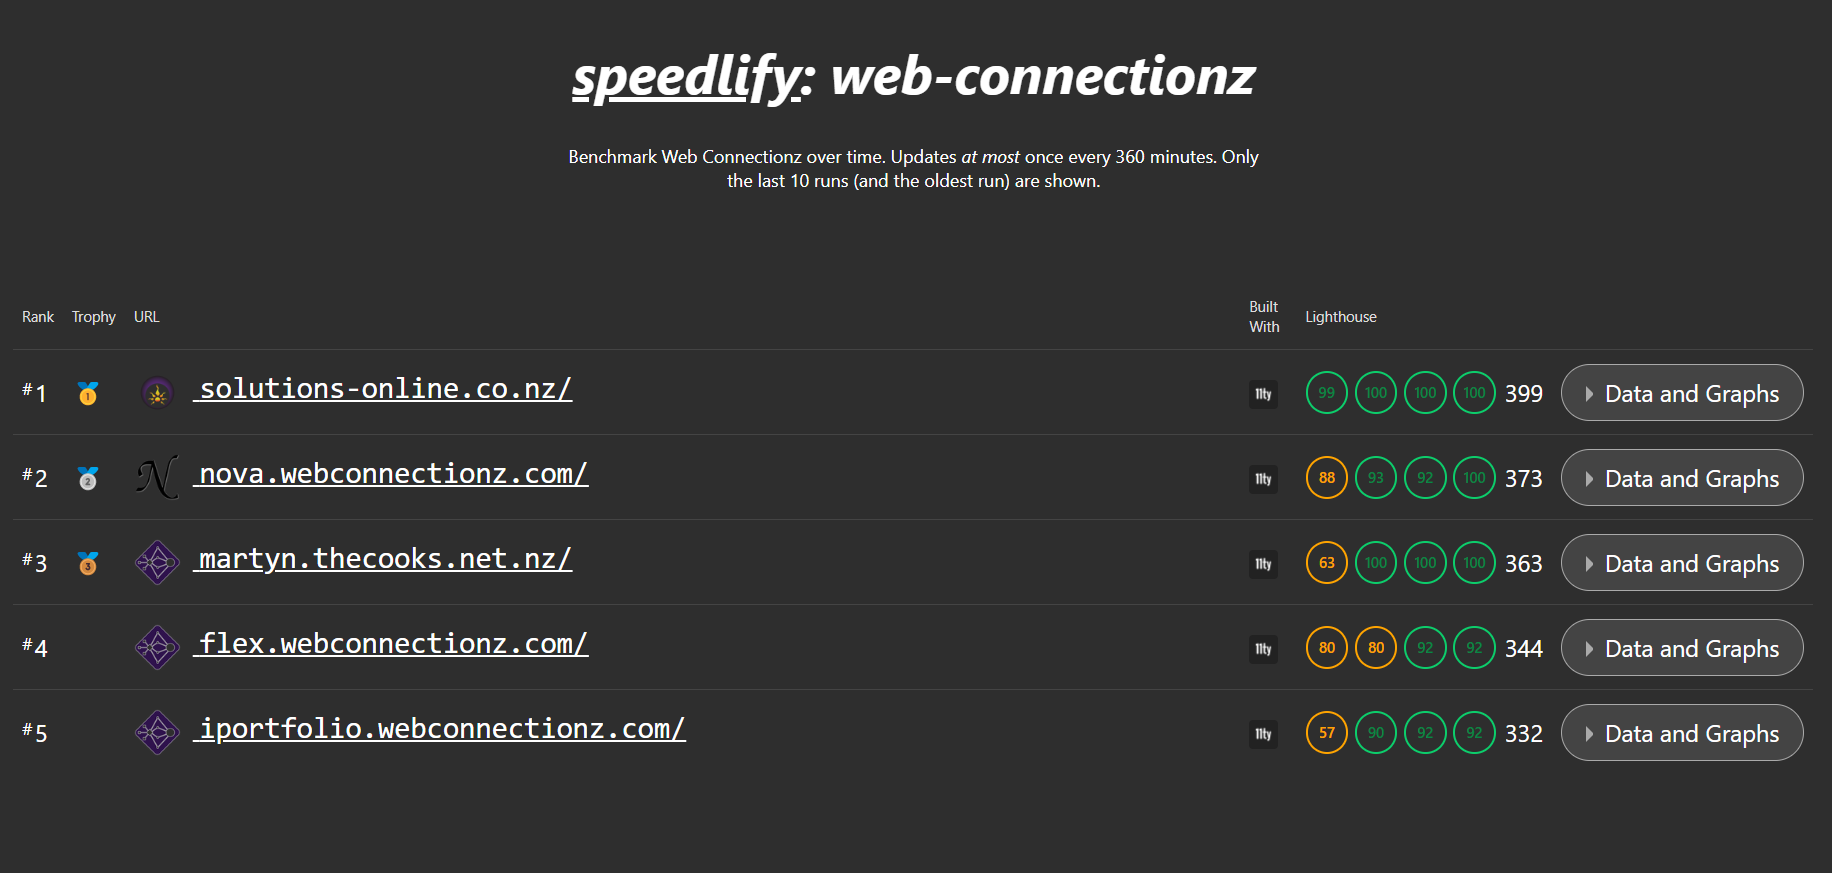 speedlify: web-connectionz
Benchmark Web Connectionz over time. Updates at most once every 360 minutes. Only
the last 10 runs (and the oldest run) are shown.
Rank Trophy URL Built With Lighthouse
#1 1 solutions-online.co.nz/ 11ty 99 100 100 100 399 Data and Graphs
#2 2 N nova.webconnectionz.com/ 11ty 88 93 92 100 373 Data and Graphs
#3 3 martyn.thecooks.net.nz/ 11ty 63 100 100 100 363 Data and Graphs
#4 flex.webconnectionz.com/ 11ty 80 80 92 92 344 Data and Graphs
#5 iportfolio.webconnectionz.com/ 11ty 57 90 92 92 332 Data and Graphs